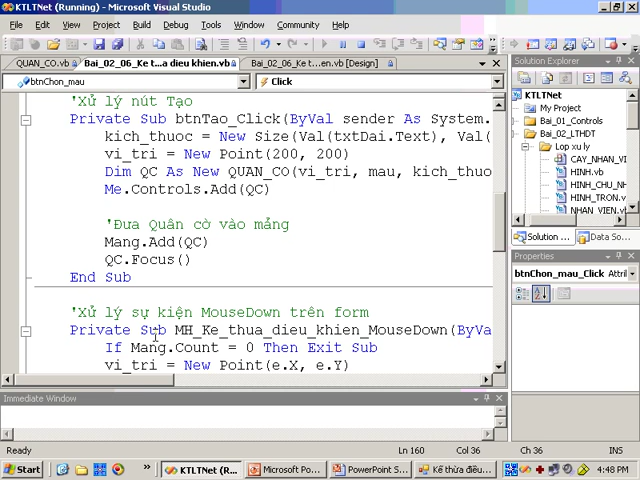 KTLTNet (Running) - Microsoft Visual Studio
File Edit View Project Build Debug Tools Window Community Help
QUAN_CO.vb Bai_02_06_Ke t...a dieu khien.vb Bai_02_06_Ke t...en.vb [Design]
btnChon_mau Click
'Xử lý nút Tạo
Private Sub btnTao_Click(ByVal sender As System.
kich_thuoc = New Size(Val(txtDai.Text), Val(
vi_tri = New Point(200, 200)
Dim QC As New QUAN_CO(vi_tri, mau, kich_thuo
Me.Controls.Add(QC)
'Đưa Quân cờ vào mảng
Mang.Add(QC)
QC.Focus()
End Sub
'Xử lý sự kiện MouseDown trên form
Private Sub MH_Ke_thua_dieu_khien_MouseDown(ByVa
If Mang.Count = 0 Then Exit Sub
vi_tri = New Point(e.X, e.Y)
Solution Explorer
KTLTNet
My Project
Bai_01_Controls
Bai_02_LTHDT
Lop xu ly
CAY_NHAN_VI
HINH.vb
HINH_CHU_NH
HINH_TRON.v
NHAN_VIEN.vb
Solution ... Data So...
Properties
btnChon_mau_Click Attrib
Immediate Window
Ready Ln 160 Col 36 Ch 36 INS
Start KTLTNet (R... Microsoft Po... PowerPoint S... Kế thừa điều... 4:48 PM